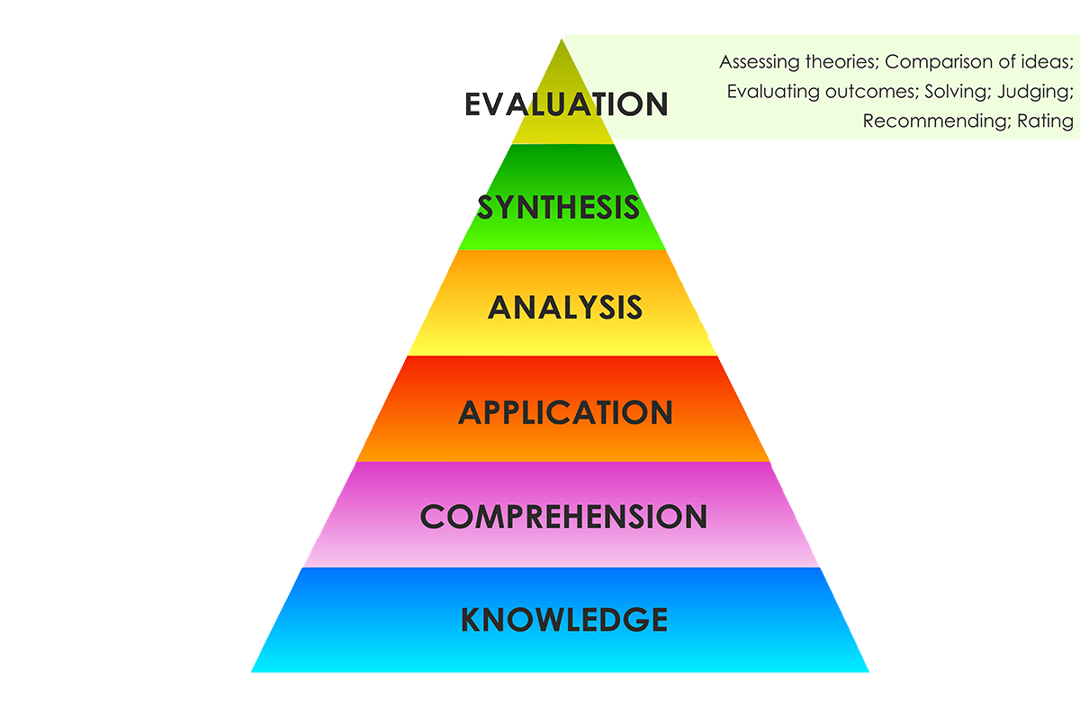 Assessing theories; Comparison of ideas;
Evaluating outcomes; Solving; Judging;
Recommending; Rating
EVALUATION
SYNTHESIS
ANALYSIS
APPLICATION
COMPREHENSION
KNOWLEDGE